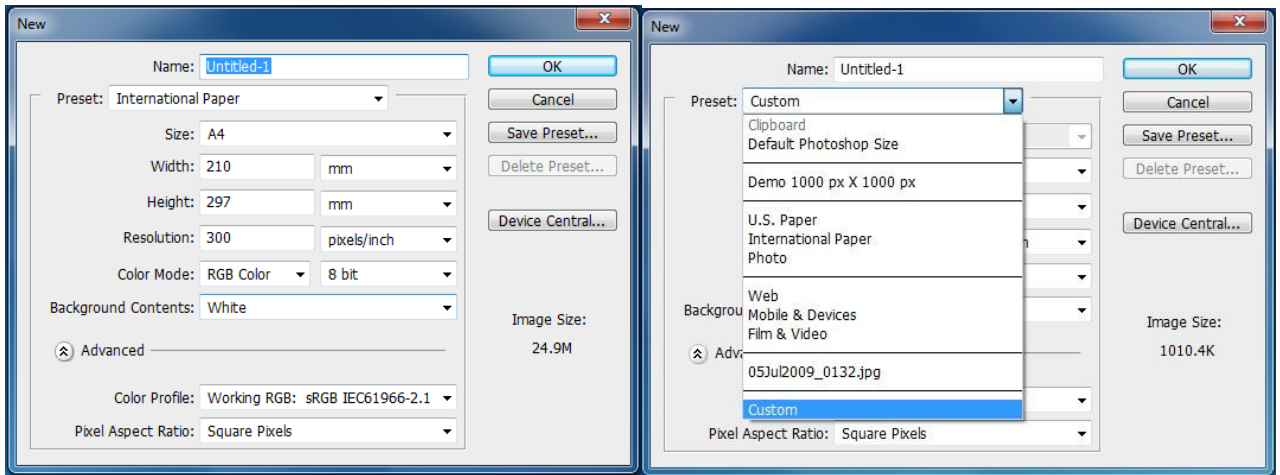 New
Name: Untitled-1
OK
Preset: International Paper
Cancel
Size: A4
Save Preset...
Width: 210 mm
Delete Preset...
Height: 297 mm
Device Central...
Resolution: 300 pixels/inch
Color Mode: RGB Color 8 bit
Background Contents: White
Image Size:
24.9M
Advanced
Color Profile: Working RGB: sRGB IEC61966-2.1
Pixel Aspect Ratio: Square Pixels
New
Name: Untitled-1
OK
Preset: Custom
Cancel
Clipboard
Default Photoshop Size
Save Preset...
Delete Preset...
Demo 1000 px X 1000 px
U.S. Paper
Device Central...
International Paper
Photo
Web
Backgrou
Mobile & Devices
Image Size:
Film & Video
1010.4K
Adva
05Jul2009_0132.jpg
Custom
Pixel Aspect Ratio: Square Pixels